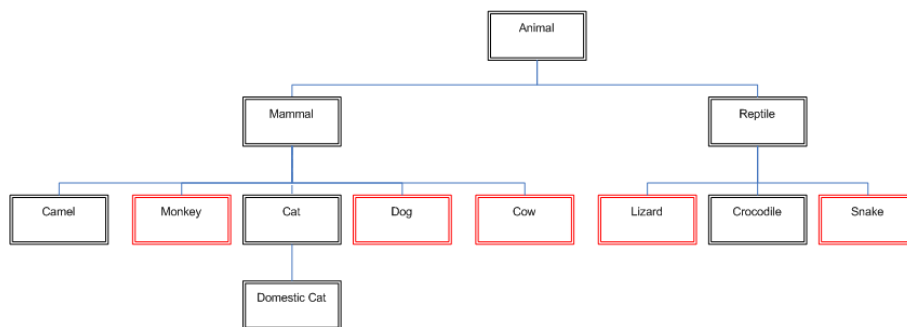 Animal
Mammal
Reptile
Camel
Monkey
Cat
Dog
Cow
Lizard
Crocodile
Snake
Domestic Cat